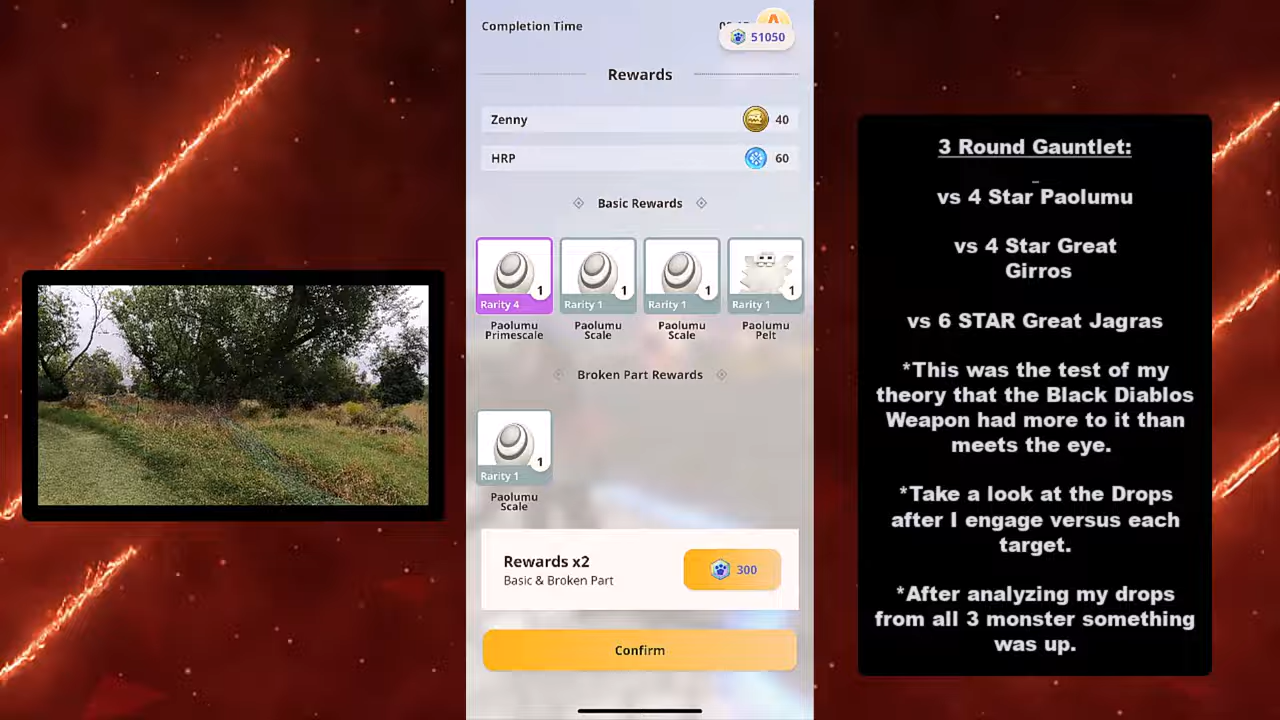 Completion Time
51050
Rewards
Zenny 40
HRP 60
Basic Rewards
1 1 1 1
Rarity 4 Rarity 1 Rarity 1 Rarity 1
Paolumu Paolumu Paolumu Paolumu
Primescale Scale Scale Pelt
Broken Part Rewards
1
Rarity 1
Paolumu
Scale
Rewards x2
Basic & Broken Part
300
Confirm
3 Round Gauntlet:
vs 4 Star Paolumu
vs 4 Star Great
Girros
vs 6 STAR Great Jagras
*This was the test of my
theory that the Black Diablos
Weapon had more to it than
meets the eye.
*Take a look at the Drops
after I engage versus each
target.
*After analyzing my drops
from all 3 monster something
was up.